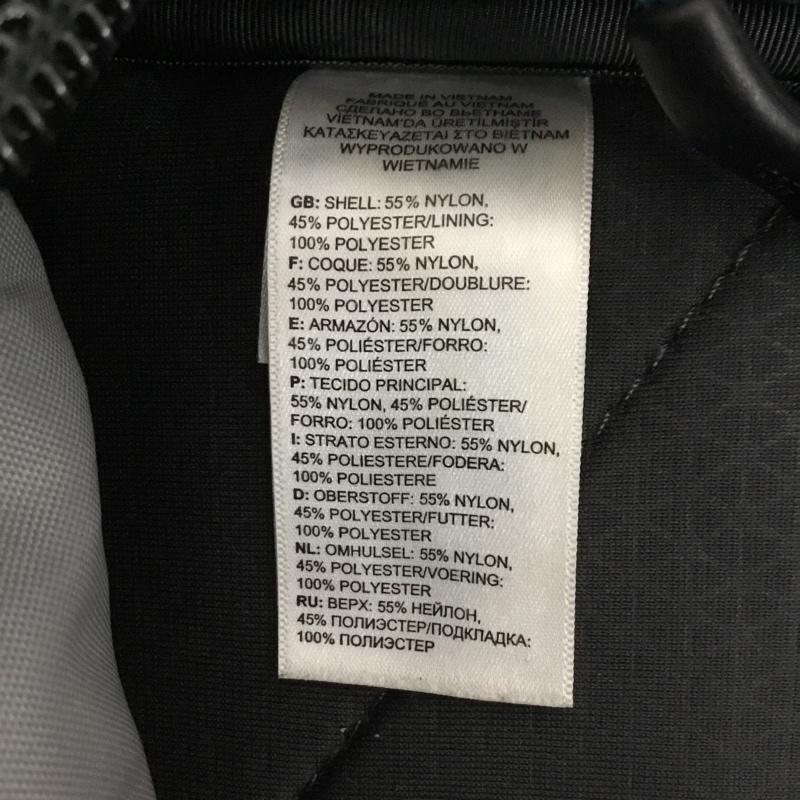 MADE IN VIETNAM
FABRIQUÉ AU VIETNAM
СДЕЛАНО ВО ВЬЕТНАМЕ
VIETNAM'DA ÜRETİLMİŞTİR
ΚΑΤΑΣΚΕΥΑΖΕΤΑΙ ΣΤΟ ΒΙΕΤΝΑΜ
WYPRODUKOWANO W
WIETNAMIE
GB: SHELL: 55% NYLON,
45% POLYESTER/LINING:
100% POLYESTER
F: COQUE: 55% NYLON,
45% POLYESTER/DOUBLURE:
100% POLYESTER
E: ARMAZÓN: 55% NYLON,
45% POLIÉSTER/FORRO:
100% POLIÉSTER
P: TECIDO PRINCIPAL:
55% NYLON, 45% POLIÉSTER/
FORRO: 100% POLIÉSTER
I: STRATO ESTERNO: 55% NYLON,
45% POLIESTERE/FODERA:
100% POLIESTERE
D: OBERSTOFF: 55% NYLON,
45% POLYESTER/FUTTER:
100% POLYESTER
NL: OMHULSEL: 55% NYLON,
45% POLYESTER/VOERING:
100% POLYESTER
RU: ВЕРХ: 55% НЕЙЛОН,
45% ПОЛИЭСТЕР/ПОДКЛАДКА:
100% ПОЛИЭСТЕР